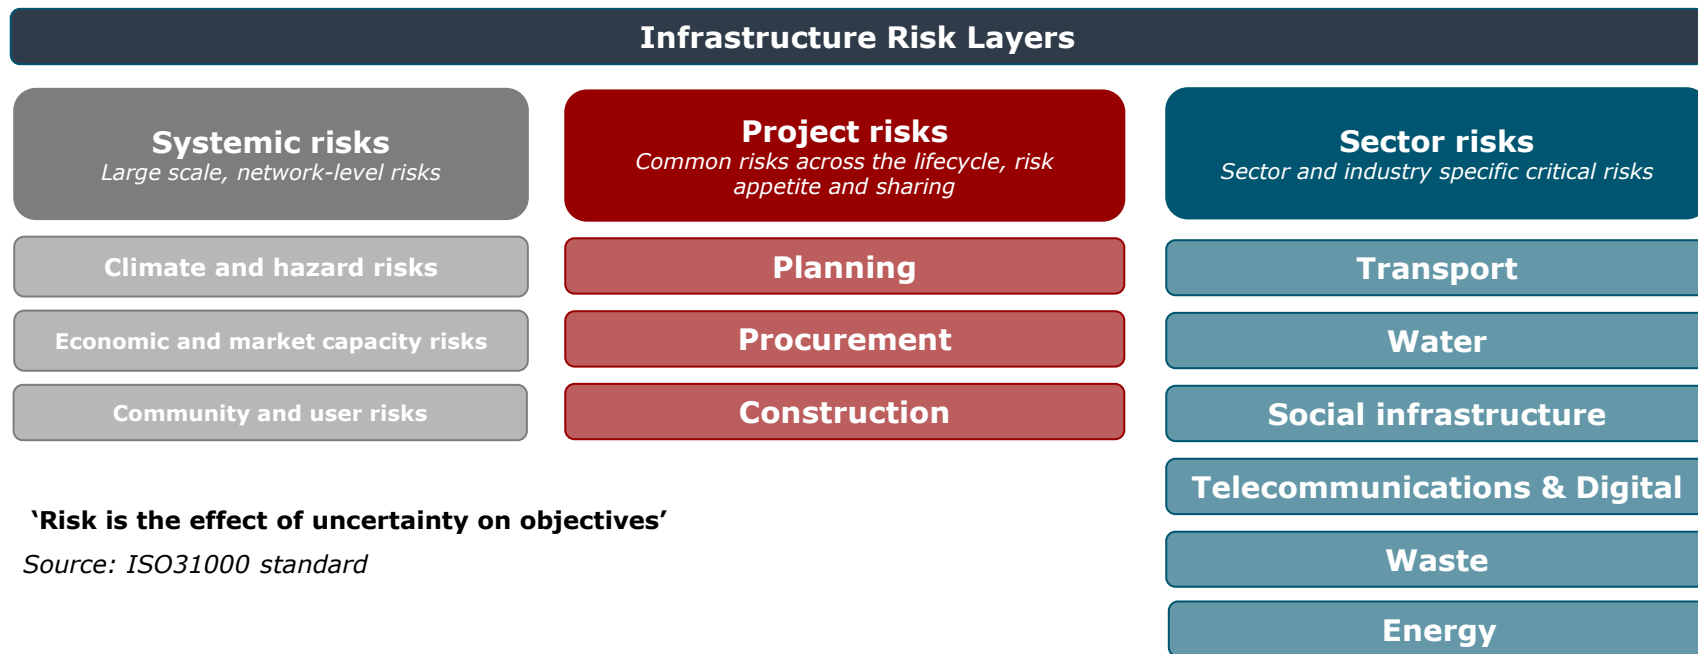 Infrastructure Risk Layers
Systemic risks
Large scale, network-level risks
Climate and hazard risks
Economic and market capacity risks
Community and user risks
Project risks
Common risks across the lifecycle, risk
appetite and sharing
Planning
Procurement
Construction
Sector risks
Sector and industry specific critical risks
Transport
Water
Social infrastructure
Telecommunications & Digital
Waste
Energy
‘Risk is the effect of uncertainty on objectives’
Source: ISO31000 standard